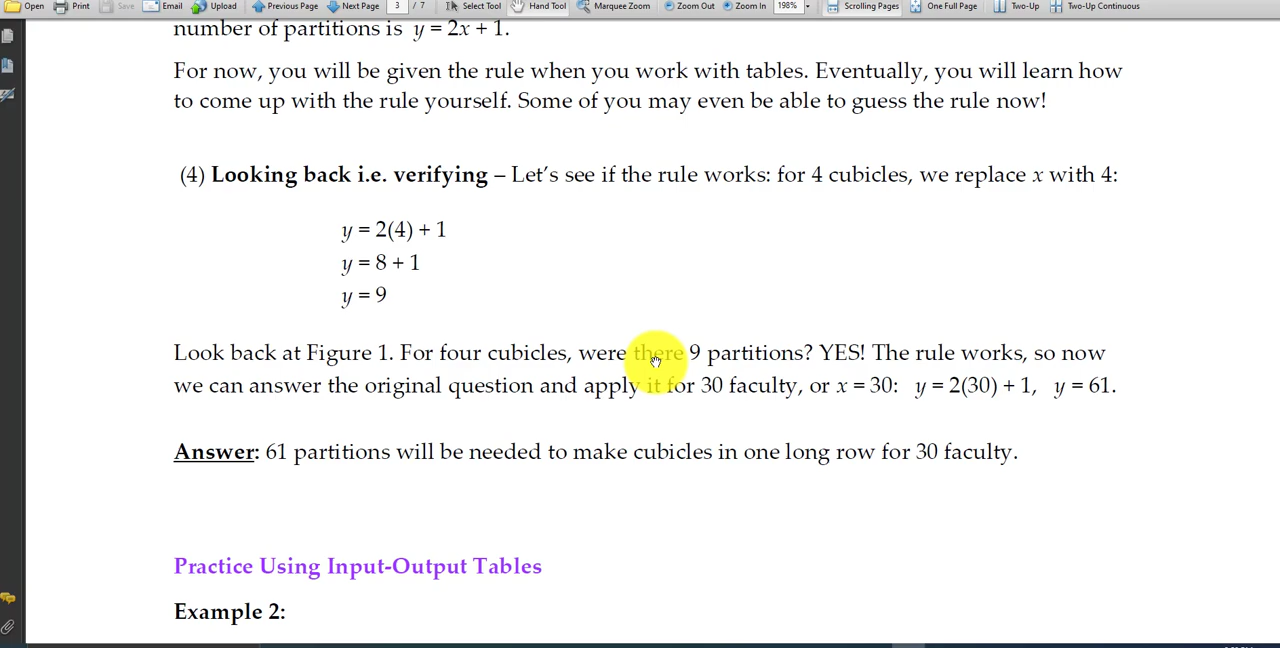 Open Print Save Email Upload Previous Page Next Page 3 / 7 Select Tool Hand Tool Marquee Zoom Zoom Out Zoom In 198% Scrolling Pages One Full Page Two-Up Two-Up Continuous
number of partitions is y = 2x + 1.
For now, you will be given the rule when you work with tables. Eventually, you will learn how
to come up with the rule yourself. Some of you may even be able to guess the rule now!
(4) Looking back i.e. verifying – Let’s see if the rule works: for 4 cubicles, we replace x with 4:
y = 2(4) + 1
y = 8 + 1
y = 9
Look back at Figure 1. For four cubicles, were there 9 partitions? YES! The rule works, so now
we can answer the original question and apply it for 30 faculty, or x = 30: y = 2(30) + 1, y = 61.
Answer: 61 partitions will be needed to make cubicles in one long row for 30 faculty.
Practice Using Input-Output Tables
Example 2: